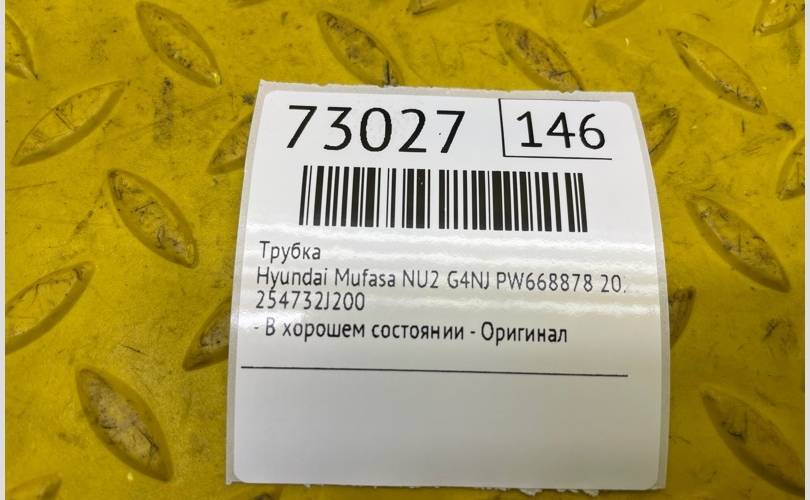 73027 146
Трубка
Hyundai Mufasa NU2 G4NJ PW668878 20.
254732J200
- В хорошем состоянии - Оригинал